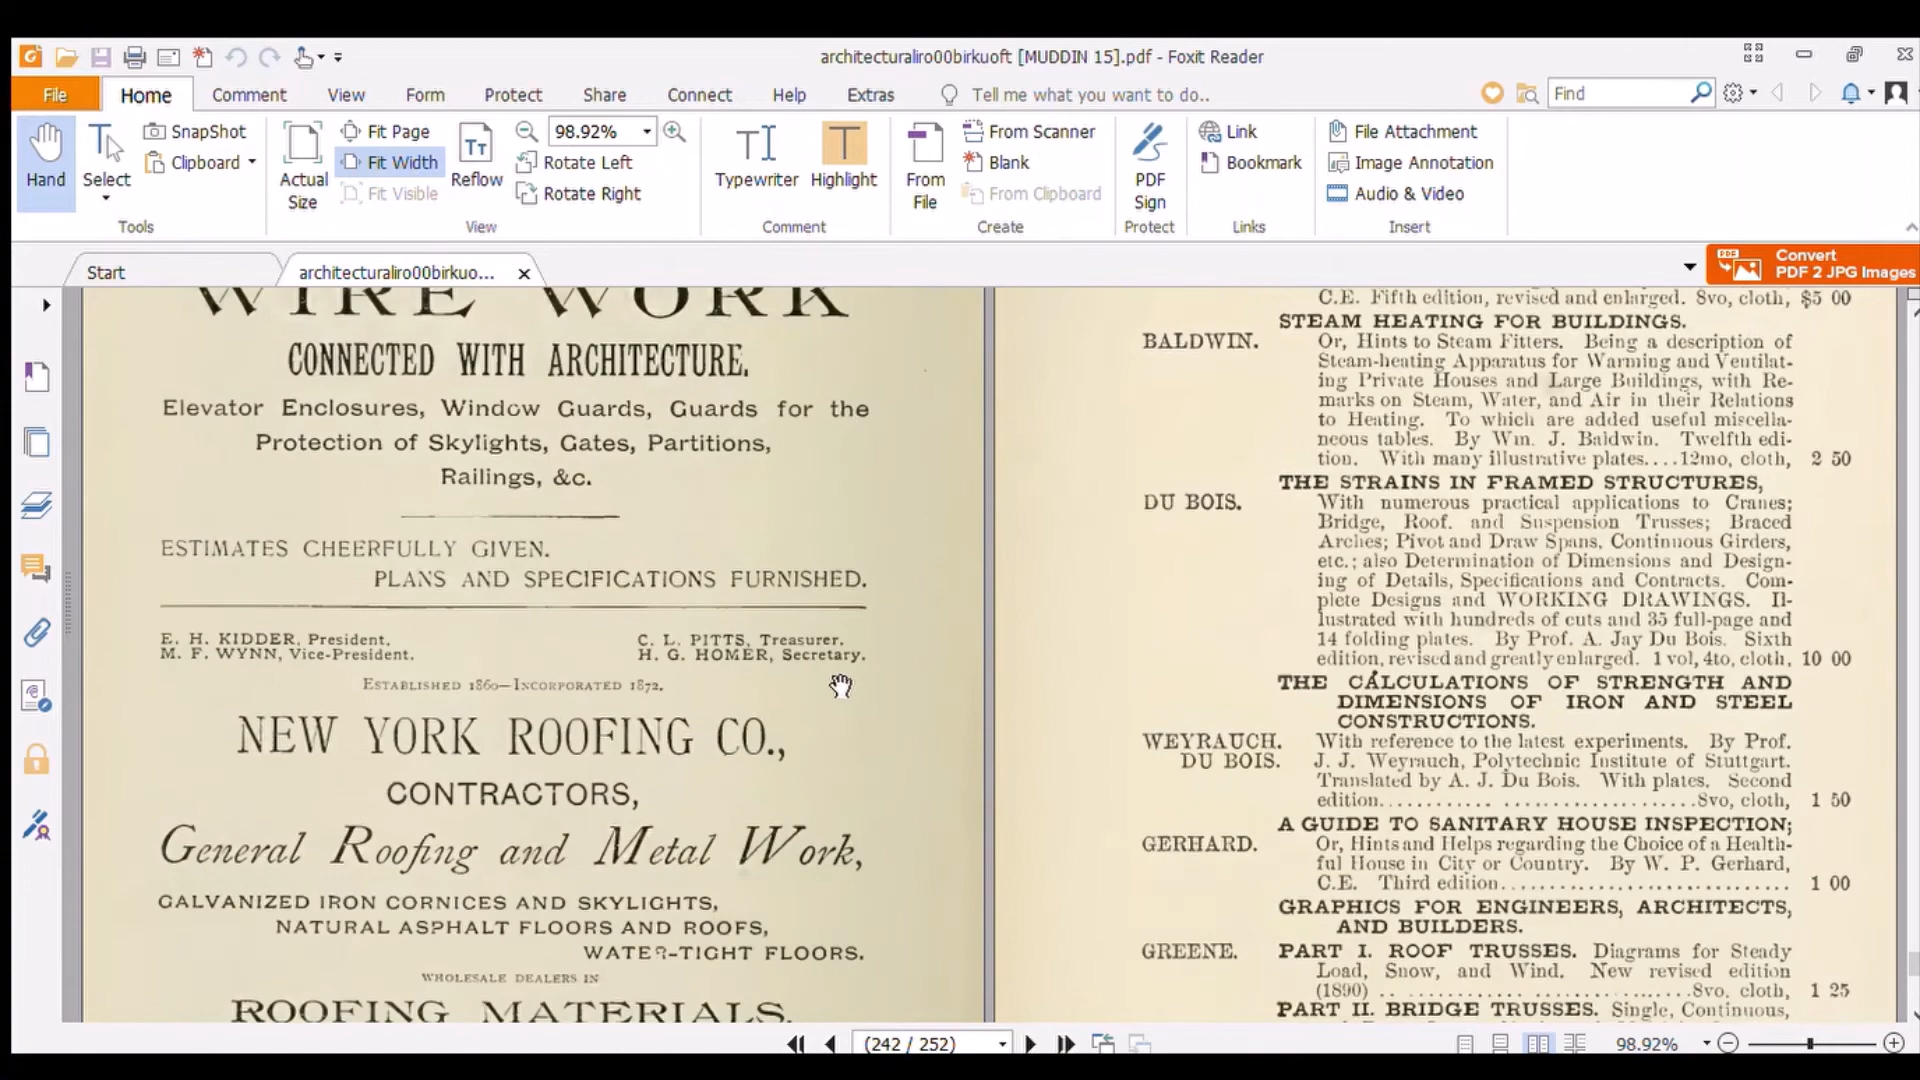 architecturaliro00birkuoft [MUDDIN 15].pdf - Foxit Reader
File
Home
Comment
View
Form
Protect
Share
Connect
Help
Extras
Tell me what you want to do..
Find
Hand
Select
SnapShot
Clipboard
Tools
Actual
Size
Fit Page
Fit Width
Fit Visible
Reflow
98.92%
Rotate Left
Rotate Right
View
Typewriter
Highlight
Comment
From
File
From Scanner
Blank
From Clipboard
Create
PDF
Sign
Protect
Link
Bookmark
Links
File Attachment
Image Annotation
Audio & Video
Insert
Start
architecturaliro00birkuo...
Convert
PDF 2 JPG Images
WIRE WORK
CONNECTED WITH ARCHITECTURE.
Elevator Enclosures, Window Guards, Guards for the
Protection of Skylights, Gates, Partitions,
Railings, &c.
ESTIMATES CHEERFULLY GIVEN.
PLANS AND SPECIFICATIONS FURNISHED.
E. H. KIDDER, President.
M. F. WYNN, Vice-President.
C. L. PITTS, Treasurer.
H. G. HOMER, Secretary.
ESTABLISHED 1860—INCORPORATED 1872.
NEW YORK ROOFING CO.,
CONTRACTORS,
General Roofing and Metal Work,
GALVANIZED IRON CORNICES AND SKYLIGHTS,
NATURAL ASPHALT FLOORS AND ROOFS,
WATER-TIGHT FLOORS.
WHOLESALE DEALERS IN
ROOFING MATERIALS.
C.E. Fifth edition, revised and enlarged. 8vo, cloth, $5 00
STEAM HEATING FOR BUILDINGS.
BALDWIN. Or, Hints to Steam Fitters. Being a description of
Steam-heating Apparatus for Warming and Ventilat-
ing Private Houses and Large Buildings, with Re-
marks on Steam, Water, and Air in their Relations
to Heating. To which are added useful miscella-
neous tables. By Wm. J. Baldwin. Twelfth edi-
tion. With many illustrative plates....12mo, cloth, 2 50
THE STRAINS IN FRAMED STRUCTURES,
DU BOIS. With numerous practical applications to Cranes;
Bridge, Roof. and Suspension Trusses; Braced
Arches; Pivot and Draw Spans, Continuous Girders,
etc.; also Determination of Dimensions and Design-
ing of Details, Specifications and Contracts. Com-
plete Designs and WORKING DRAWINGS. Il-
lustrated with hundreds of cuts and 35 full-page and
14 folding plates. By Prof. A. Jay Du Bois. Sixth
edition, revised and greatly enlarged. 1 vol, 4to, cloth, 10 00
THE CALCULATIONS OF STRENGTH AND
DIMENSIONS OF IRON AND STEEL
CONSTRUCTIONS.
WEYRAUCH. With reference to the latest experiments. By Prof.
DU BOIS. J. J. Weyrauch, Polytechnic Institute of Stuttgart.
Translated by A. J. Du Bois. With plates. Second
edition....................................8vo, cloth, 1 50
A GUIDE TO SANITARY HOUSE INSPECTION;
GERHARD. Or, Hints and Helps regarding the Choice of a Health-
ful House in City or Country. By W. P. Gerhard,
C.E. Third edition................................... 1 00
GRAPHICS FOR ENGINEERS, ARCHITECTS,
AND BUILDERS.
GREENE. PART I. ROOF TRUSSES. Diagrams for Steady
Load, Snow, and Wind. New revised edition
(1890) ....................................8vo, cloth, 1 25
PART II. BRIDGE TRUSSES. Single, Continuous,
(242 / 252)
98.92%